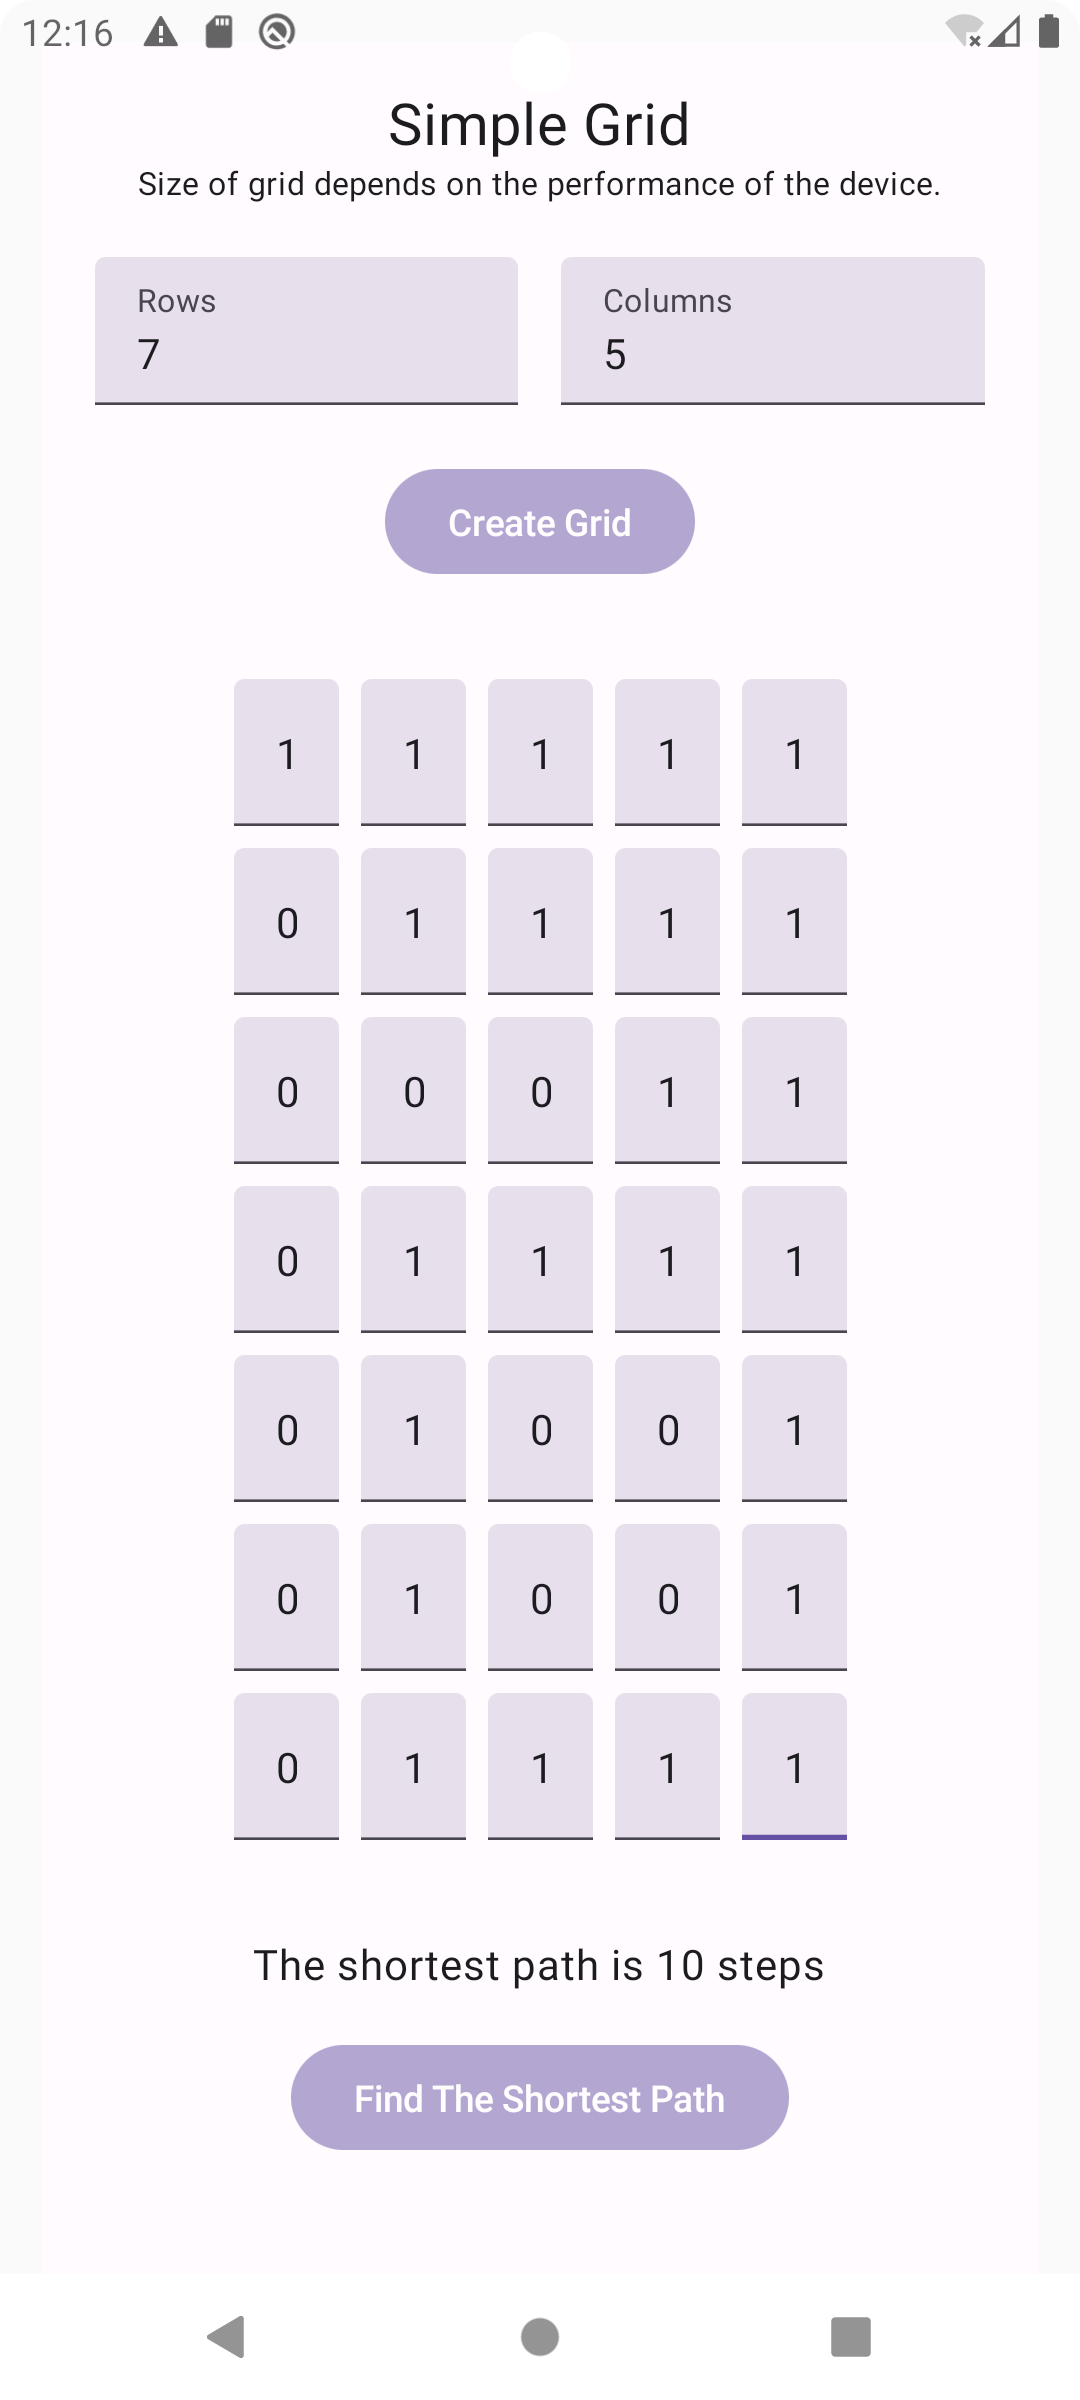 12:16
Simple Grid
Size of grid depends on the performance of the device.
Rows Columns
7 5
Create Grid
1 1 1 1 1
0 1 1 1 1
0 0 0 1 1
0 1 1 1 1
0 1 0 0 1
0 1 0 0 1
0 1 1 1 1
The shortest path is 10 steps
Find The Shortest Path